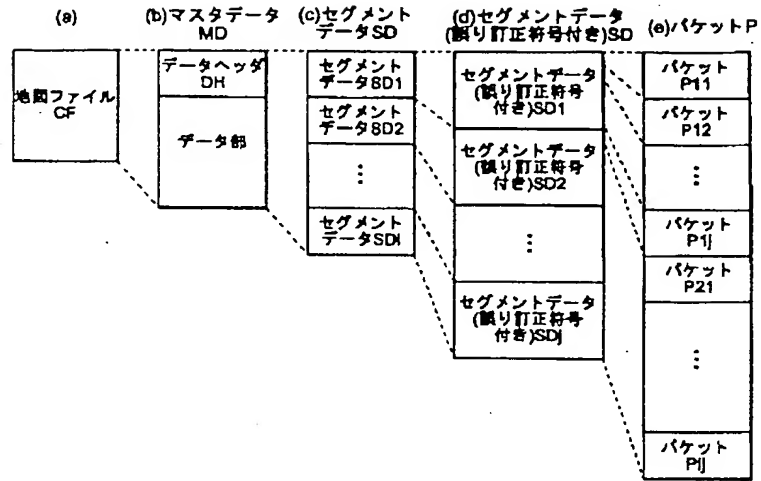 (a)
地図ファイル
CF
(b)マスタデータ
MD
データヘッダ
DH
データ部
(c)セグメント
データSD
セグメント
データSD1
セグメント
データSD2
⋮
セグメント
データSDi
(d)セグメントデータ
(誤り訂正符号付き)SD
セグメントデータ
(誤り訂正符号
付き)SD1
セグメントデータ
(誤り訂正符号
付き)SD2
⋮
セグメントデータ
(誤り訂正符号
付き)SDj
(e)パケットP
パケット
P11
パケット
P12
⋮
パケット
P1j
パケット
P21
⋮
パケット
Pij